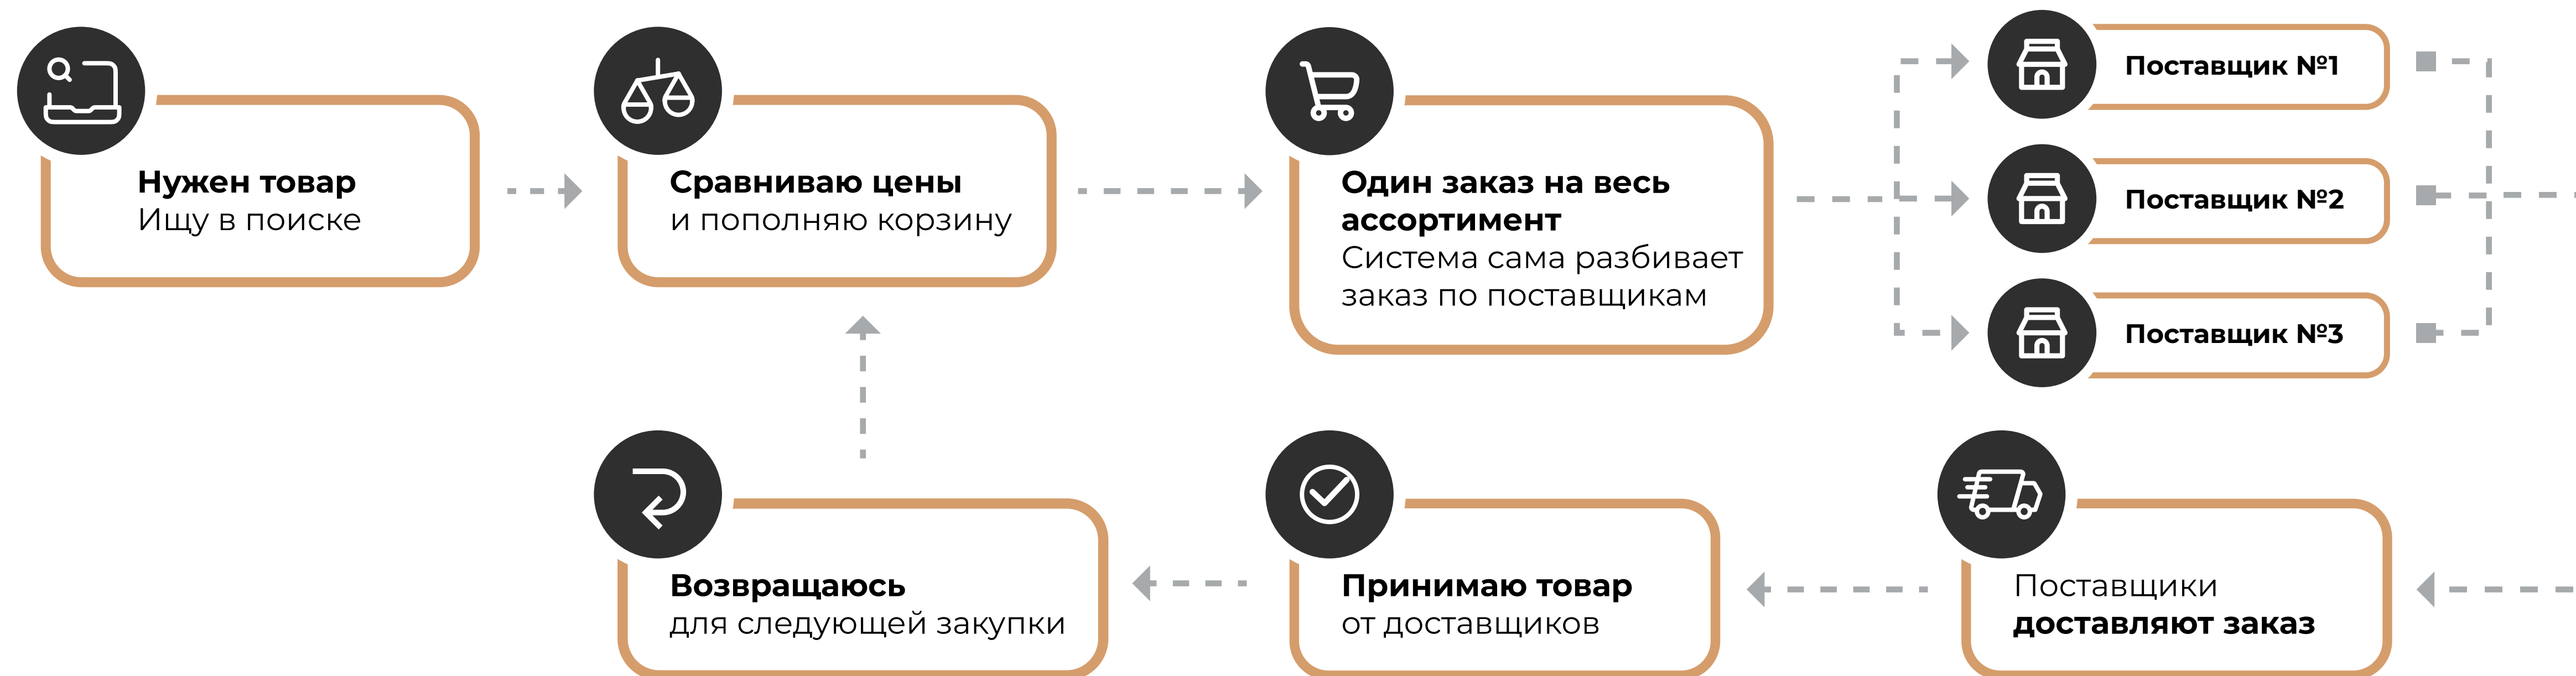 Нужен товар
Ищу в поиске
Сравниваю цены
и пополняю корзину
Один заказ на весь
ассортимент
Система сама разбивает
заказ по поставщикам
Поставщик №1
Поставщик №2
Поставщик №3
Возвращаюсь
для следующей закупки
Принимаю товар
от доставщиков
Поставщики
доставляют заказ